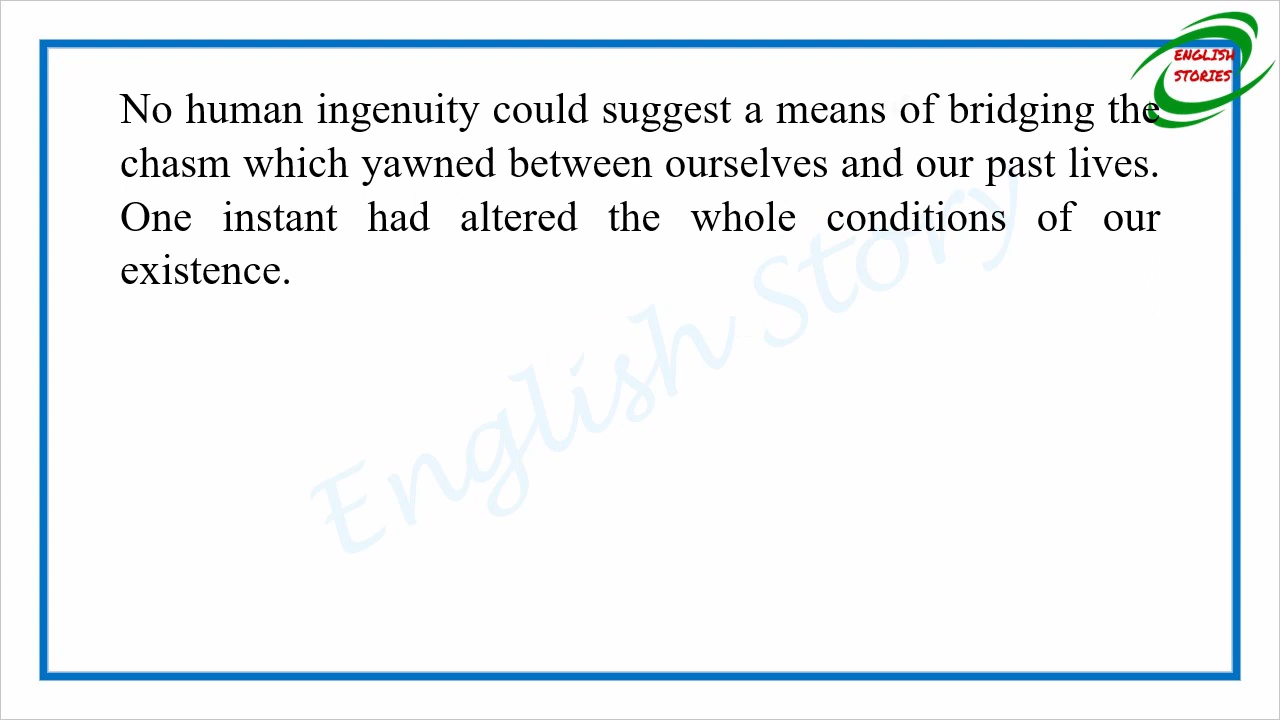 ENGLISH
STORIES
No human ingenuity could suggest a means of bridging the
chasm which yawned between ourselves and our past lives.
One instant had altered the whole conditions of our
existence.
English Story